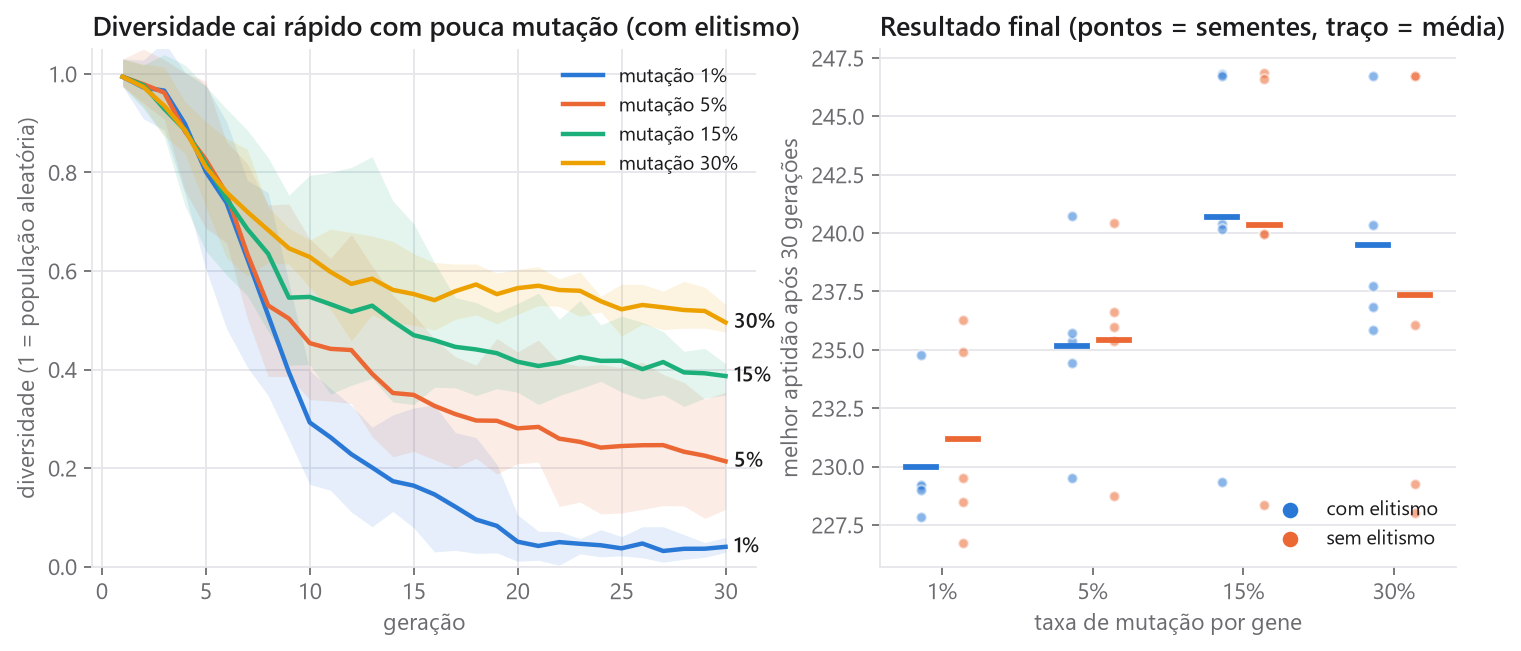 Diversidade cai rápido com pouca mutação (com elitismo)
diversidade (1 = população aleatória)
1.0
0.8
0.6
0.4
0.2
0.0
mutação 1%
mutação 5%
mutação 15%
mutação 30%
30%
15%
5%
1%
0 5 10 15 20 25 30
geração
Resultado final (pontos = sementes, traço = média)
melhor aptidão após 30 gerações
247.5
245.0
242.5
240.0
237.5
235.0
232.5
230.0
227.5
com elitismo
sem elitismo
1% 5% 15% 30%
taxa de mutação por gene